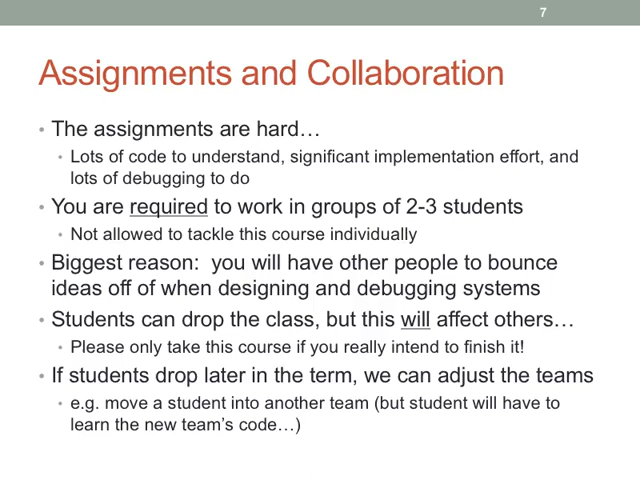 7
Assignments and Collaboration
• The assignments are hard…
• Lots of code to understand, significant implementation effort, and
lots of debugging to do
• You are required to work in groups of 2-3 students
• Not allowed to tackle this course individually
• Biggest reason:  you will have other people to bounce
ideas off of when designing and debugging systems
• Students can drop the class, but this will affect others…
• Please only take this course if you really intend to finish it!
• If students drop later in the term, we can adjust the teams
• e.g. move a student into another team (but student will have to
learn the new team's code…)